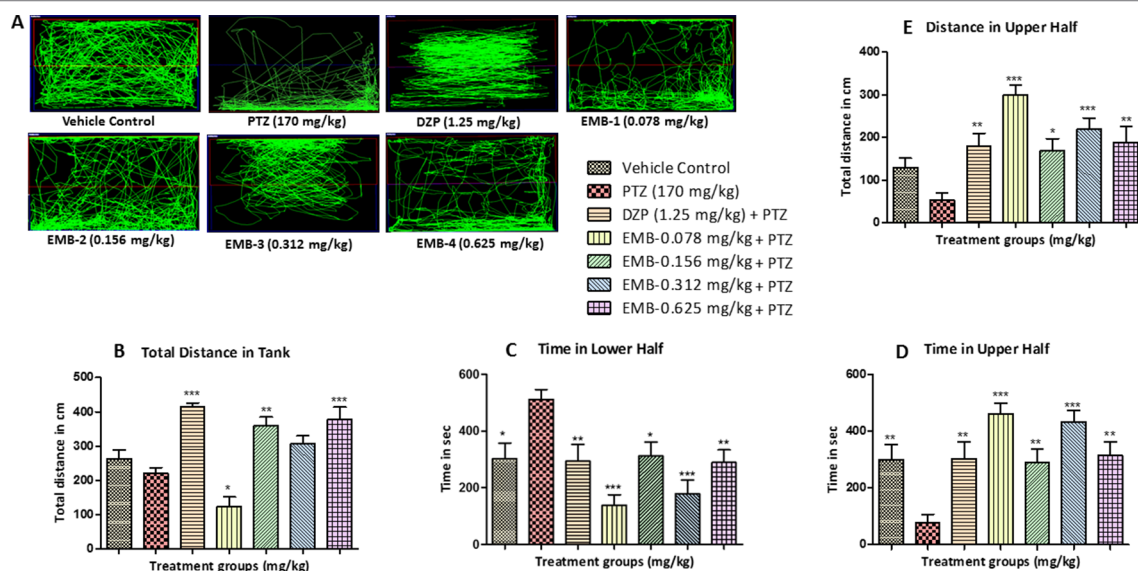 A
Vehicle Control
PTZ (170 mg/kg)
DZP (1.25 mg/kg)
EMB-1 (0.078 mg/kg)
EMB-2 (0.156 mg/kg)
EMB-3 (0.312 mg/kg)
EMB-4 (0.625 mg/kg)
Vehicle Control
PTZ (170 mg/kg)
DZP (1.25 mg/kg) + PTZ
EMB-0.078 mg/kg + PTZ
EMB-0.156 mg/kg + PTZ
EMB-0.312 mg/kg + PTZ
EMB-0.625 mg/kg + PTZ
E Distance in Upper Half
Total distance in cm
400
300
200
100
0
** *** * *** **
Treatment groups (mg/kg)
B Total Distance in Tank
Total distance in cm
500
400
300
200
100
0
*** * ** ***
Treatment groups (mg/kg)
C Time in Lower Half
Time in sec
600
400
200
0
* ** *** * *** **
Treatment groups (mg/kg)
D Time in Upper Half
Time in sec
600
400
200
0
** ** *** ** *** **
Treatment groups (mg/kg)